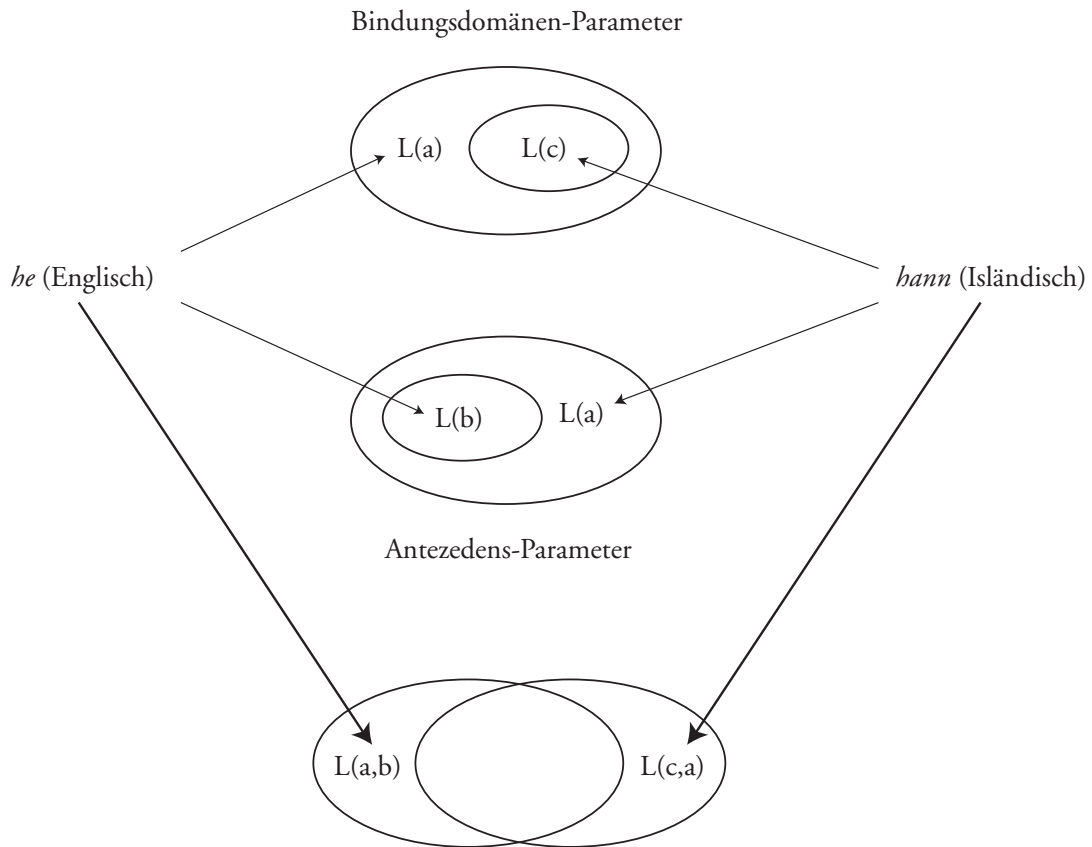 Bindungsdomänen-Parameter
L(a)
L(c)
he (Englisch)
hann (Isländisch)
L(b)
L(a)
Antezedens-Parameter
L(a,b)
L(c,a)